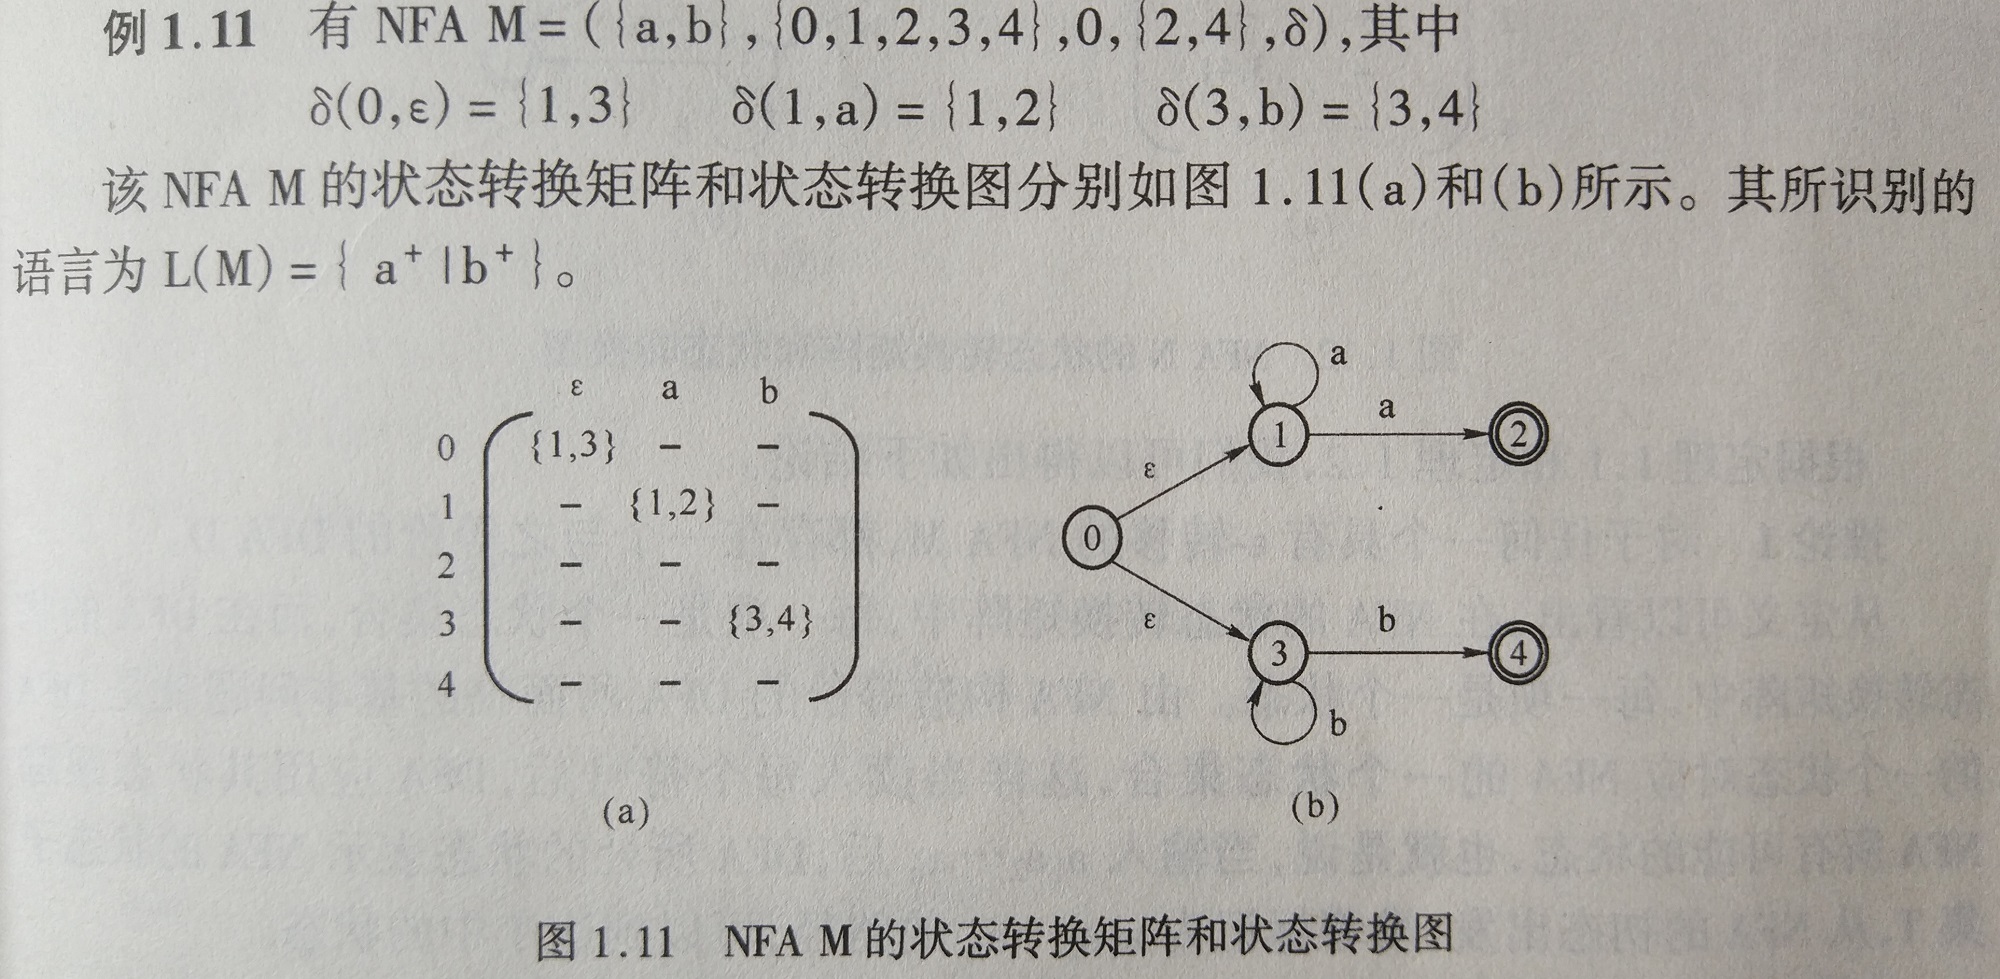 例 1.11 有 NFA M = ({a,b},{0,1,2,3,4},0,{2,4},δ),其中
δ(0,ε) = {1,3} δ(1,a) = {1,2} δ(3,b) = {3,4}
该 NFA M 的状态转换矩阵和状态转换图分别如图 1.11(a)和(b)所示。其所识别的
语言为 L(M) = { a⁺ |b⁺ }。
ε a b
0 {1,3} – –
1 – {1,2} –
2 – – –
3 – – {3,4}
4 – – –
(a)
a
1 a 2
ε
0
ε
3 b 4
b
(b)
图 1.11 NFA M 的状态转换矩阵和状态转换图